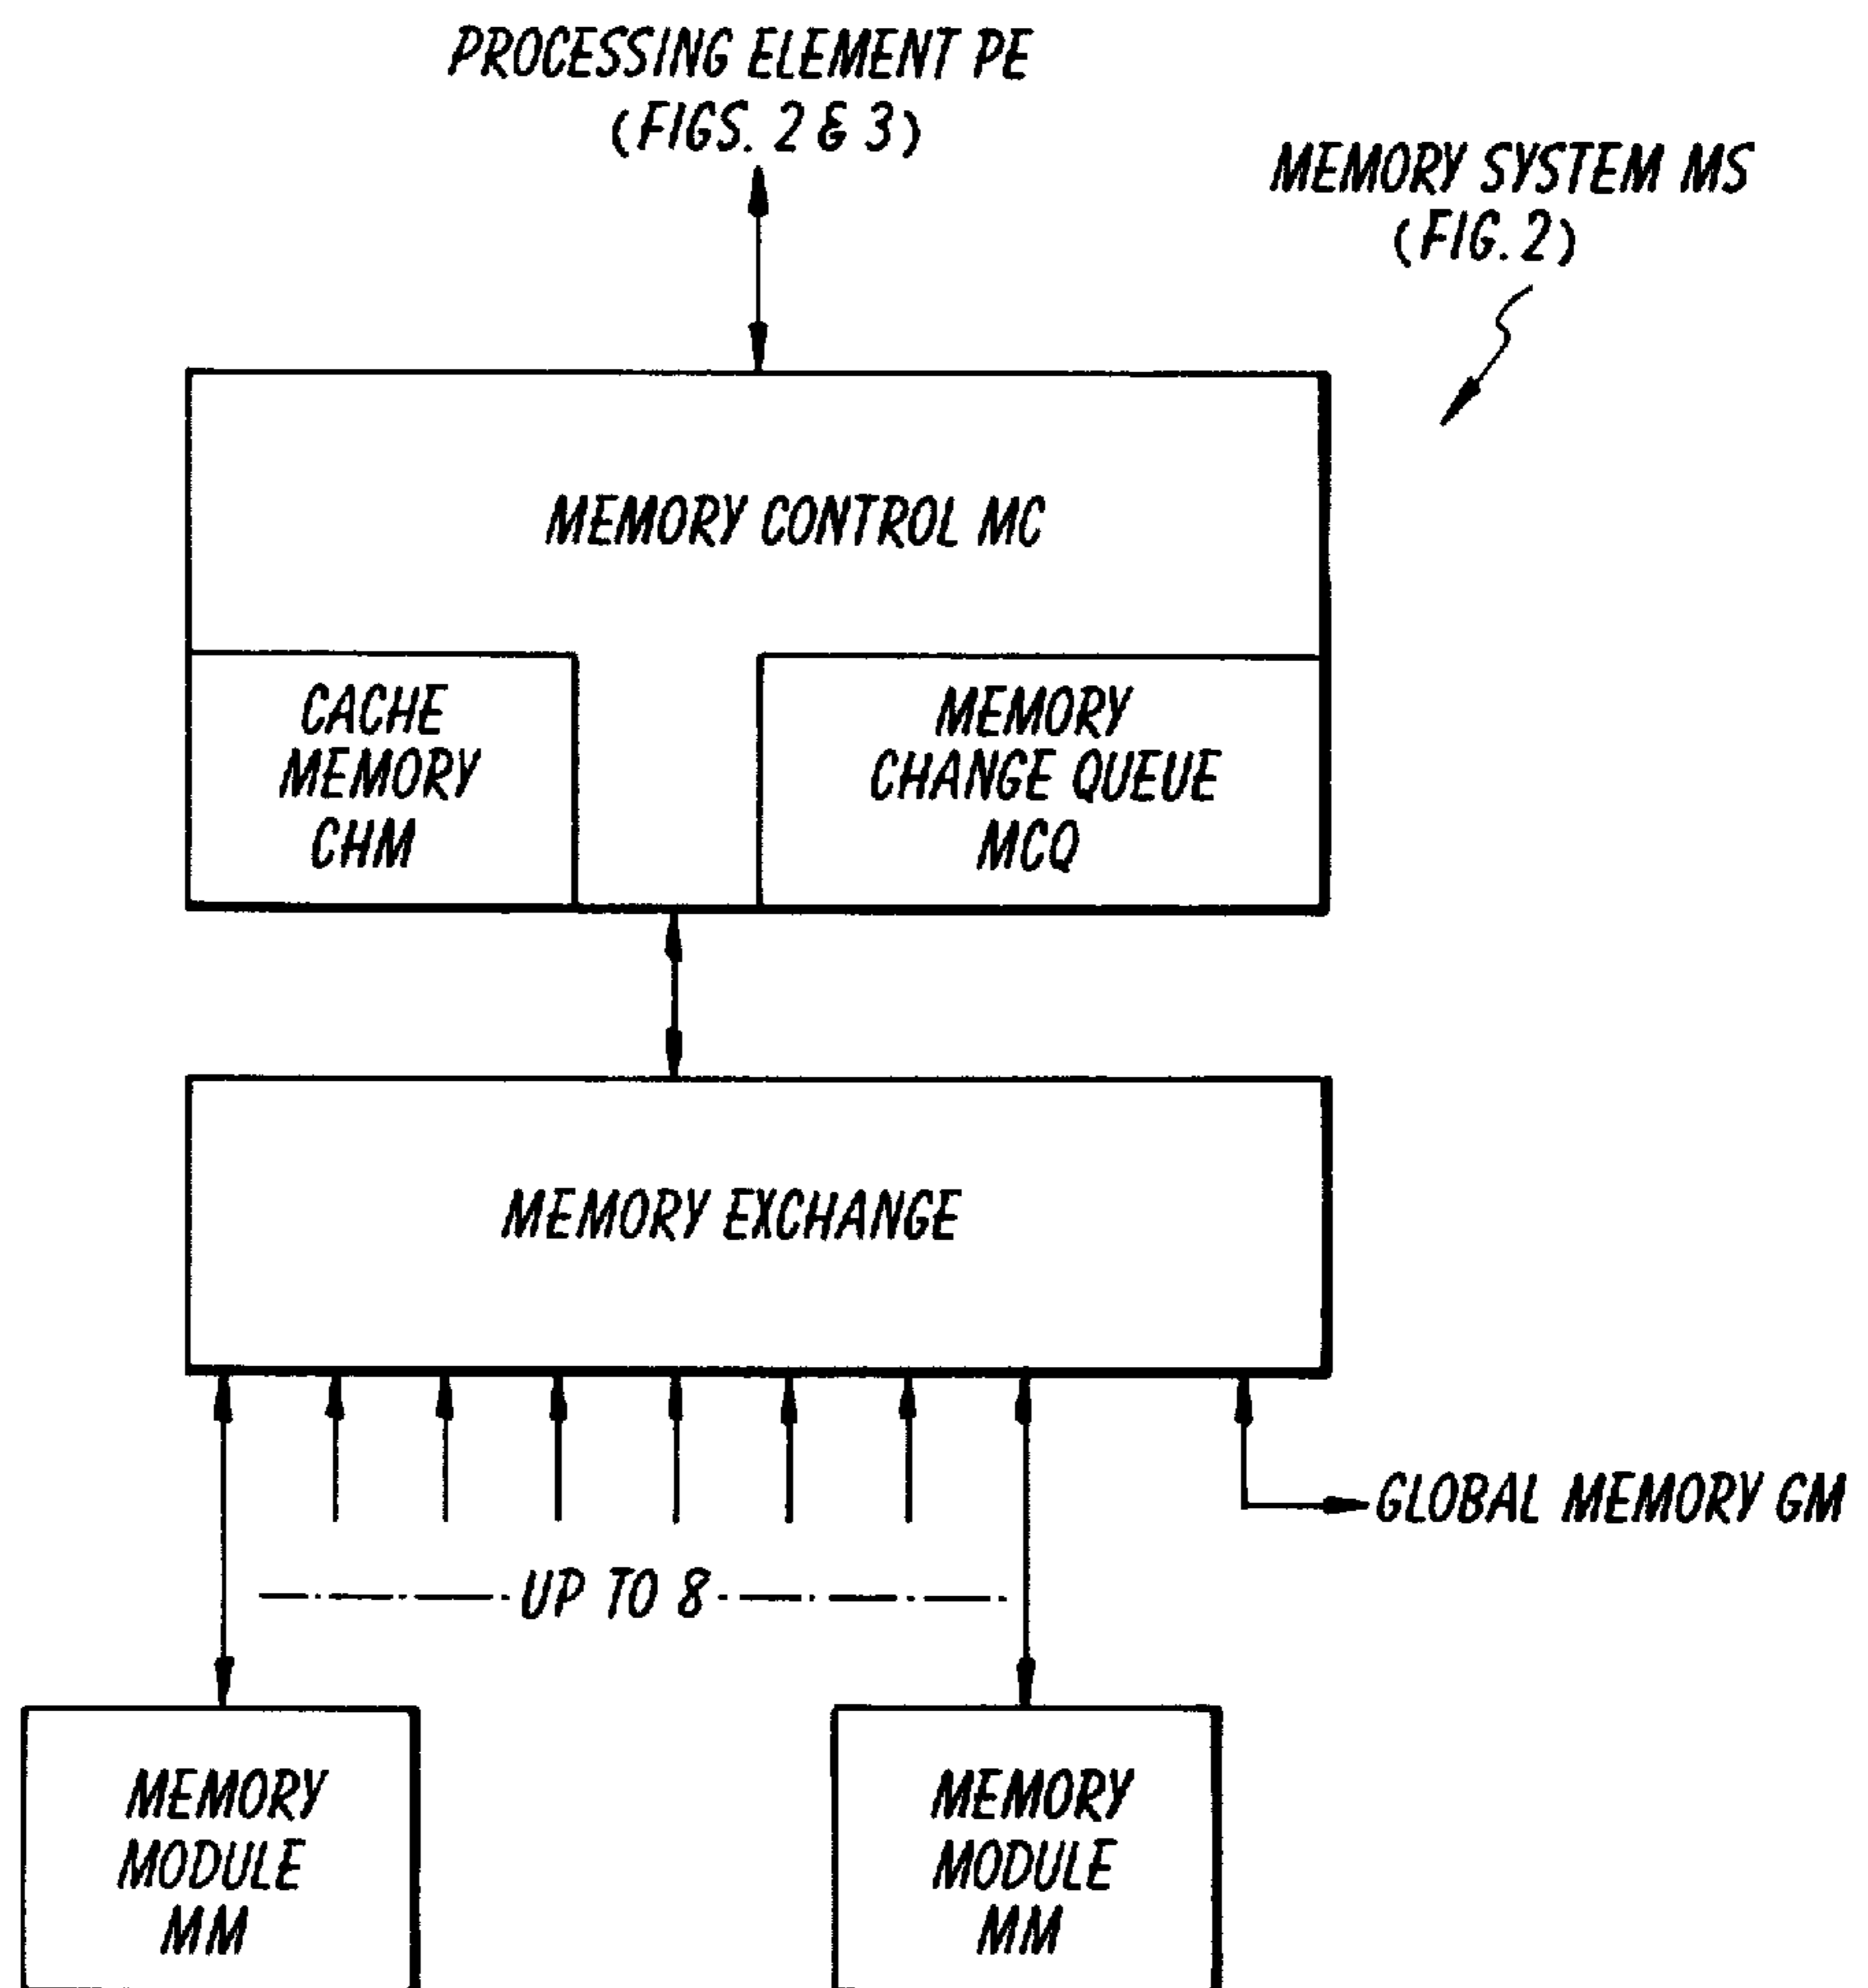 PROCESSING ELEMENT PE
(FIGS. 2 & 3)
MEMORY SYSTEM MS
(FIG. 2)
MEMORY CONTROL MC
CACHE
MEMORY
CHM
MEMORY
CHANGE QUEUE
MCQ
MEMORY EXCHANGE
GLOBAL MEMORY GM
UP TO 8
MEMORY
MODULE
MM
MEMORY
MODULE
MM